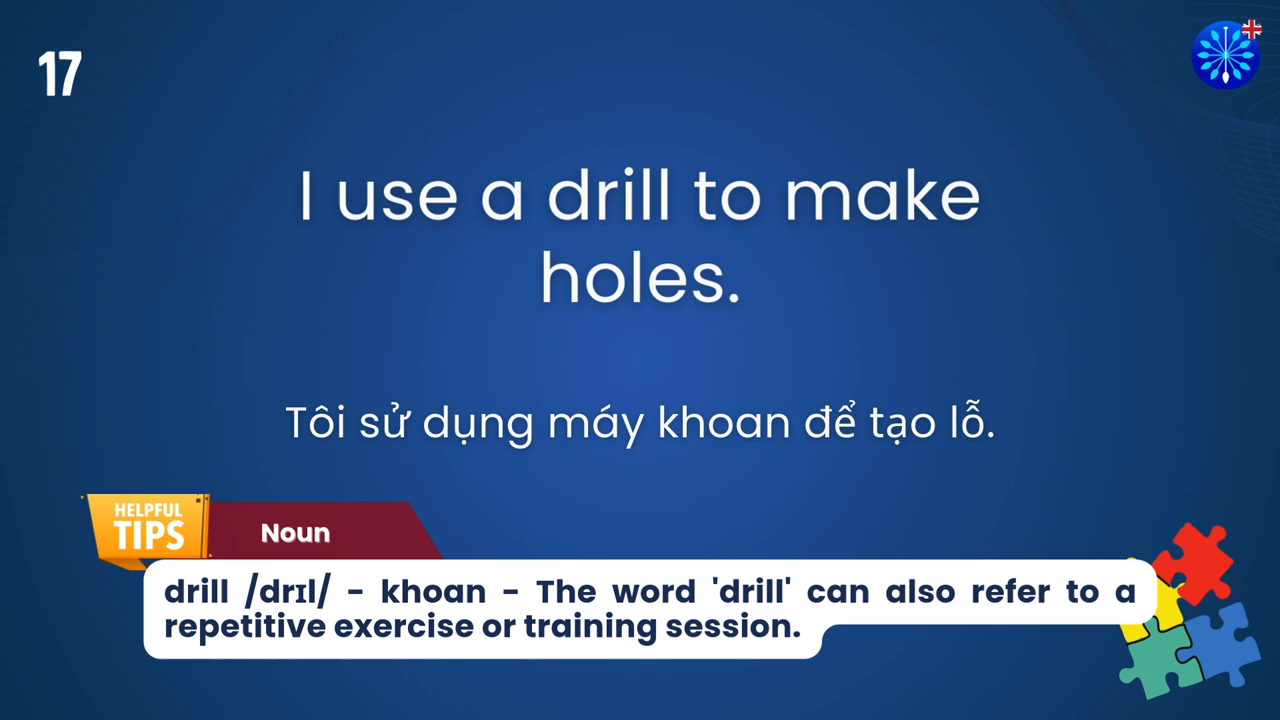 17
I use a drill to make
holes.
Tôi sử dụng máy khoan để tạo lỗ.
HELPFUL
TIPS
Noun
drill /drɪl/ - khoan - The word 'drill' can also refer to a
repetitive exercise or training session.